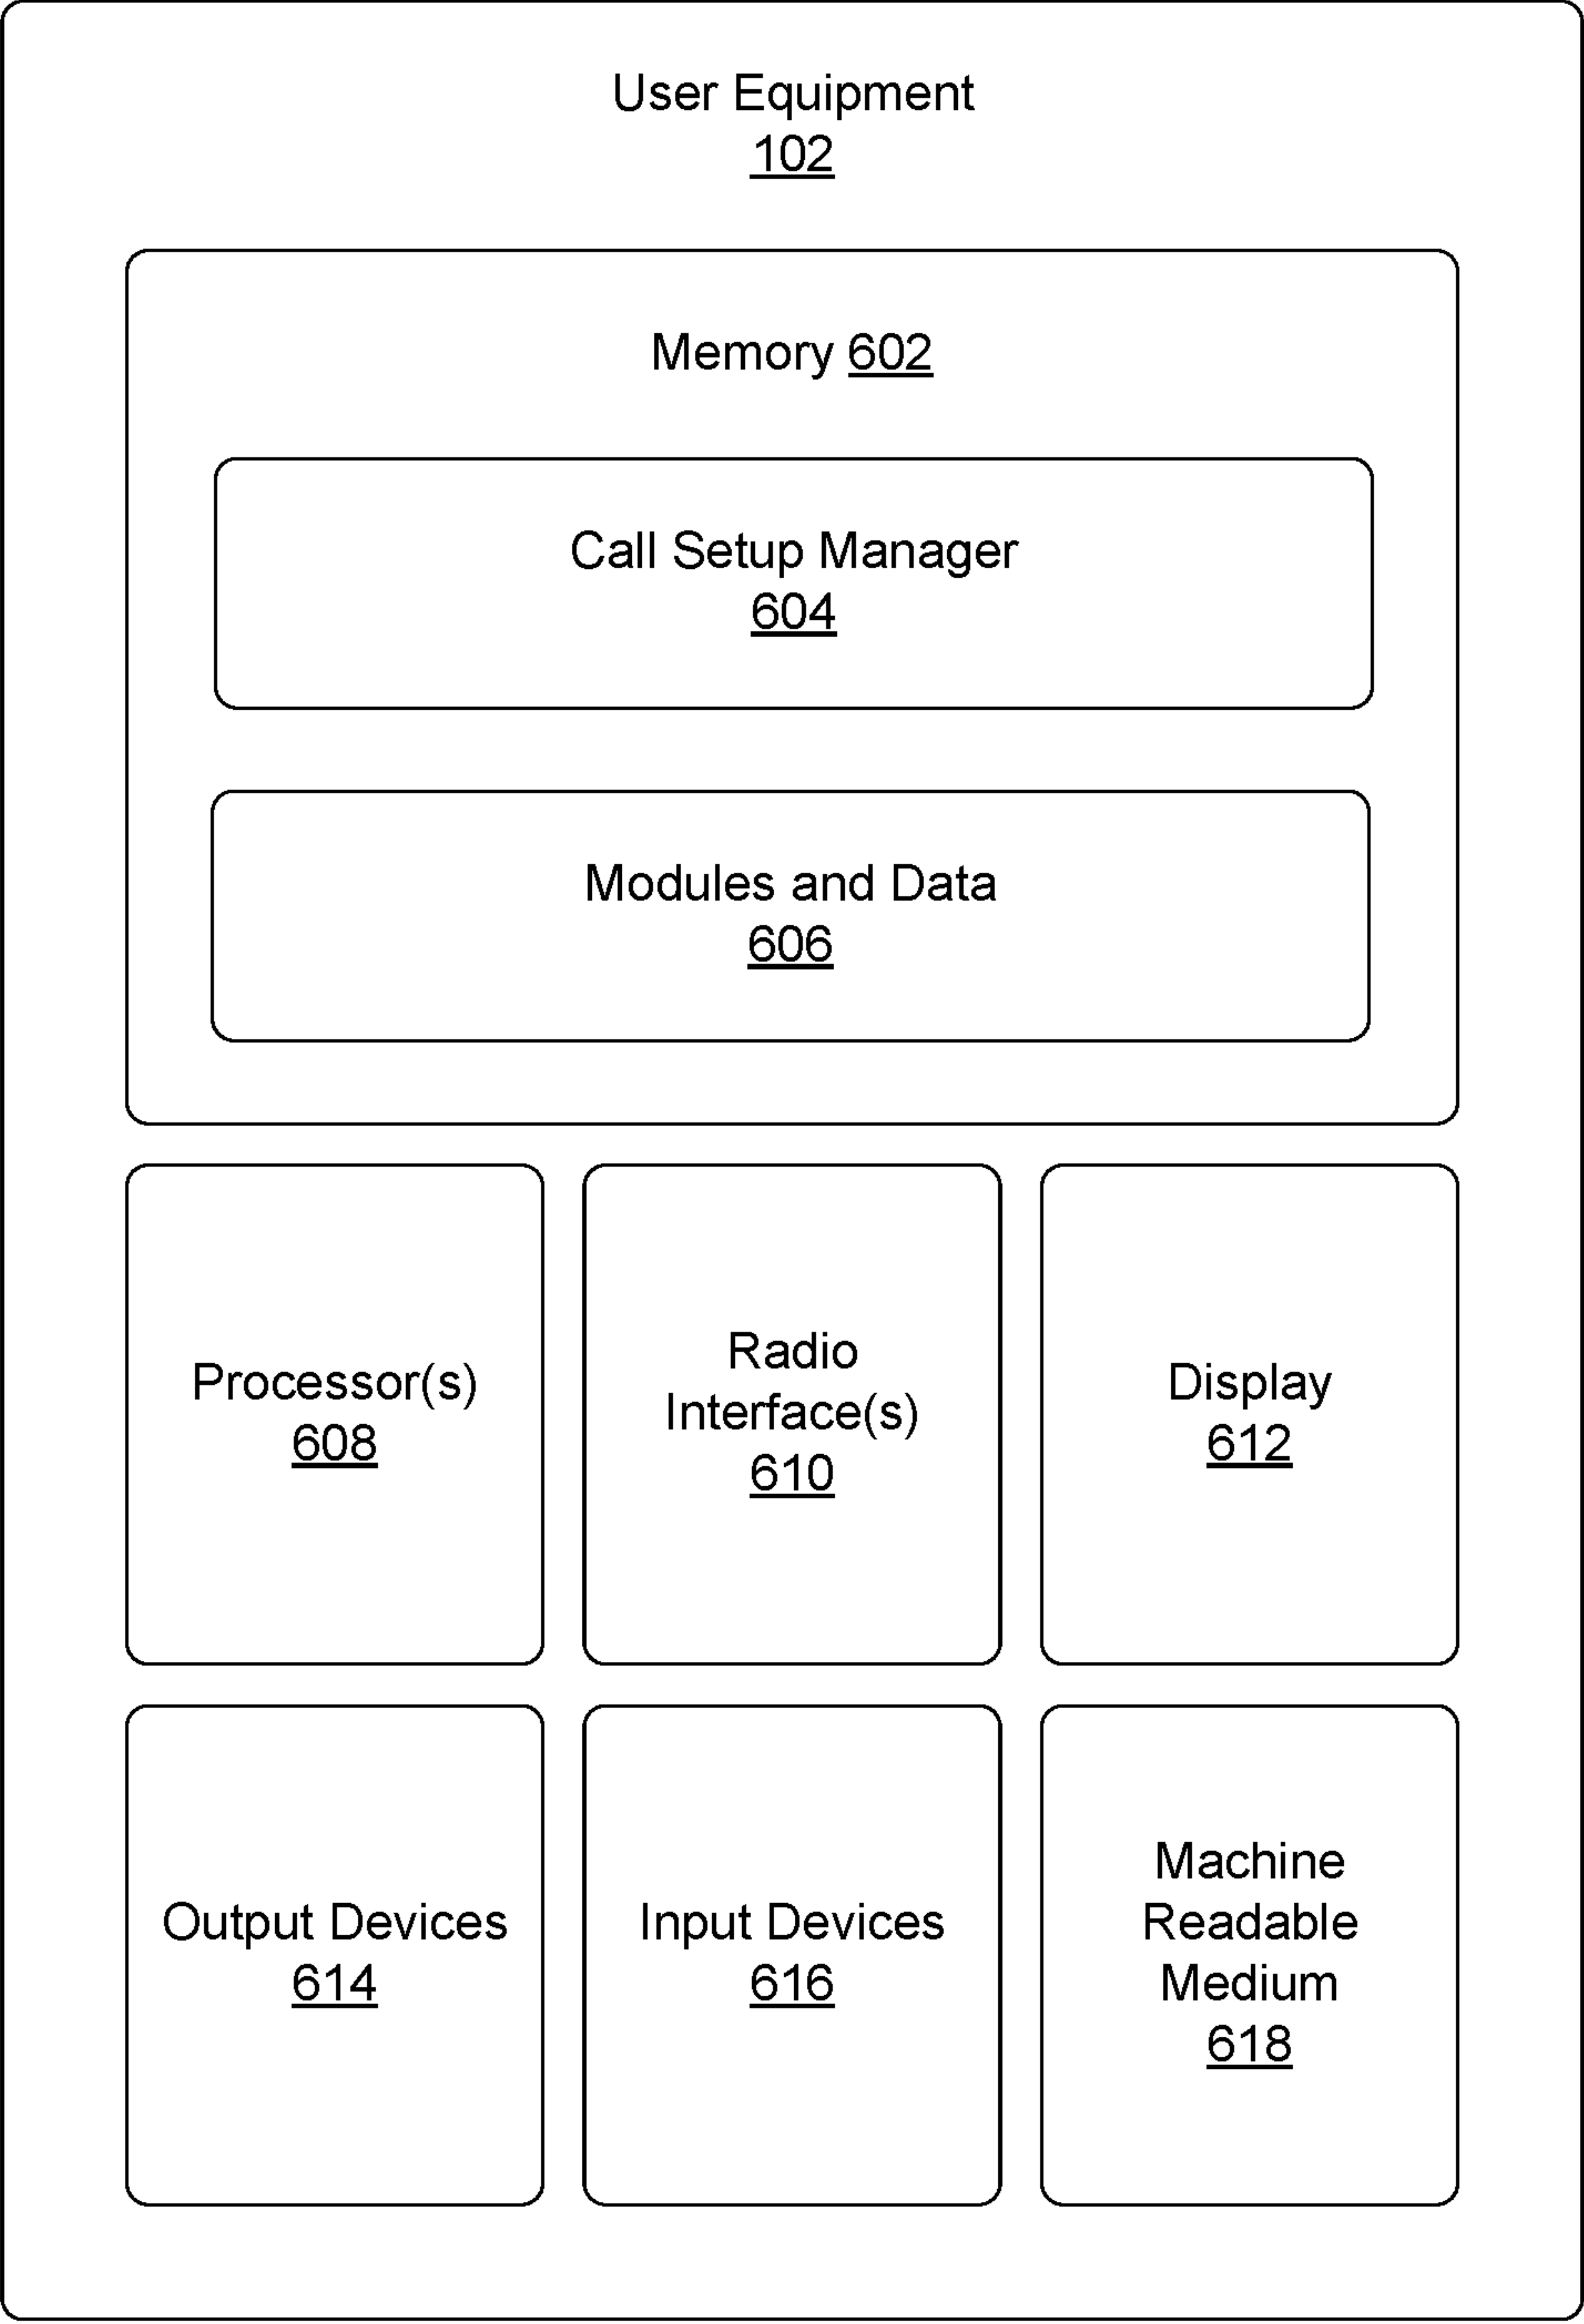 User Equipment
102
Memory 602
Call Setup Manager
604
Modules and Data
606
Processor(s)
608
Radio
Interface(s)
610
Display
612
Output Devices
614
Input Devices
616
Machine
Readable
Medium
618